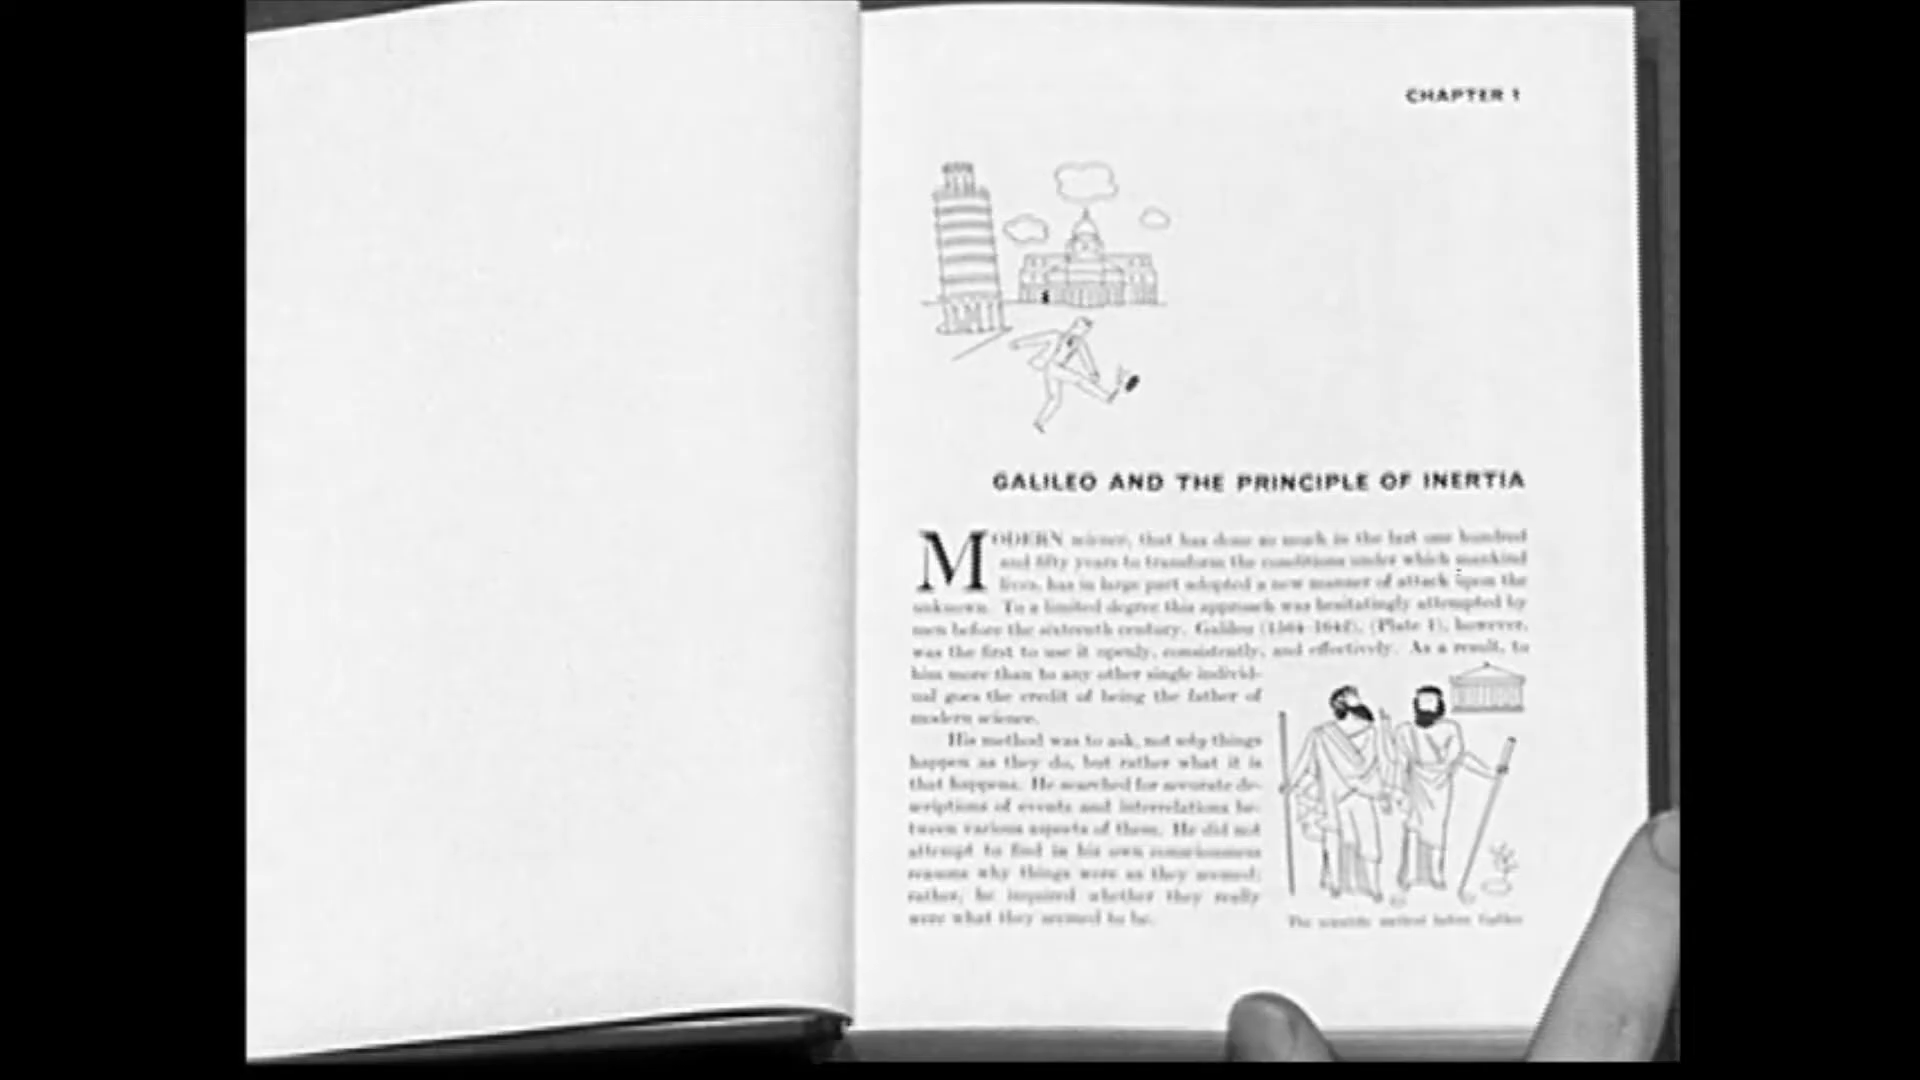 CHAPTER 1
GALILEO AND THE PRINCIPLE OF INERTIA
MODERN science, that has done so much in the last one hundred
and fifty years to transform the conditions under which mankind
lives, has in large part adopted a new manner of attack upon the
unknown. To a limited degree this approach was hesitatingly attempted by
men before the sixteenth century. Galileo (1564-1642), (Plate 1), however,
was the first to use it openly, consistently, and effectively. As a result, to
him more than to any other single individ-
ual goes the credit of being the father of
modern science.
His method was to ask, not why things
happen as they do, but rather what it is
that happens. He searched for accurate de-
scriptions of events and interrelations be-
tween various aspects of them. He did not
attempt to find in his own consciousness
reasons why things were as they seemed;
rather, he inquired whether they really
were what they seemed to be.
The scientific method before Galileo